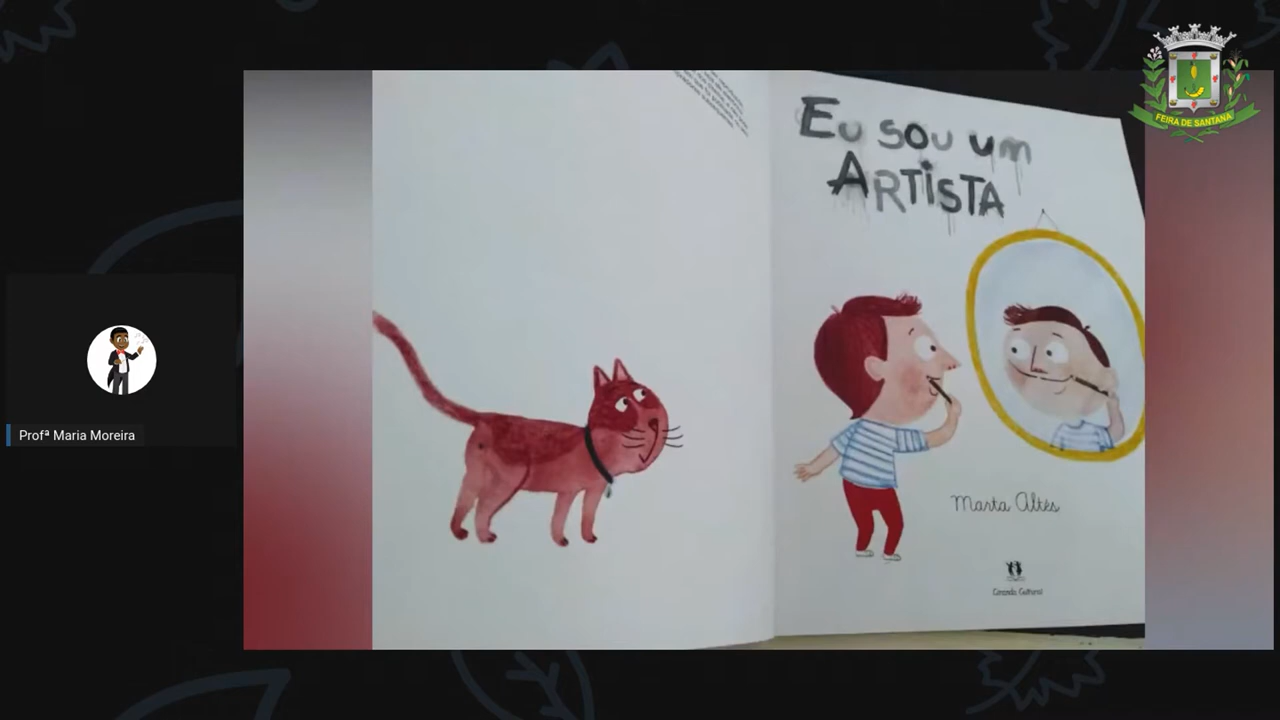 Eu sou um
ARTiSTA
Marta Altés
Ciranda Cultural
Profª Maria Moreira
FEIRA DE SANTANA